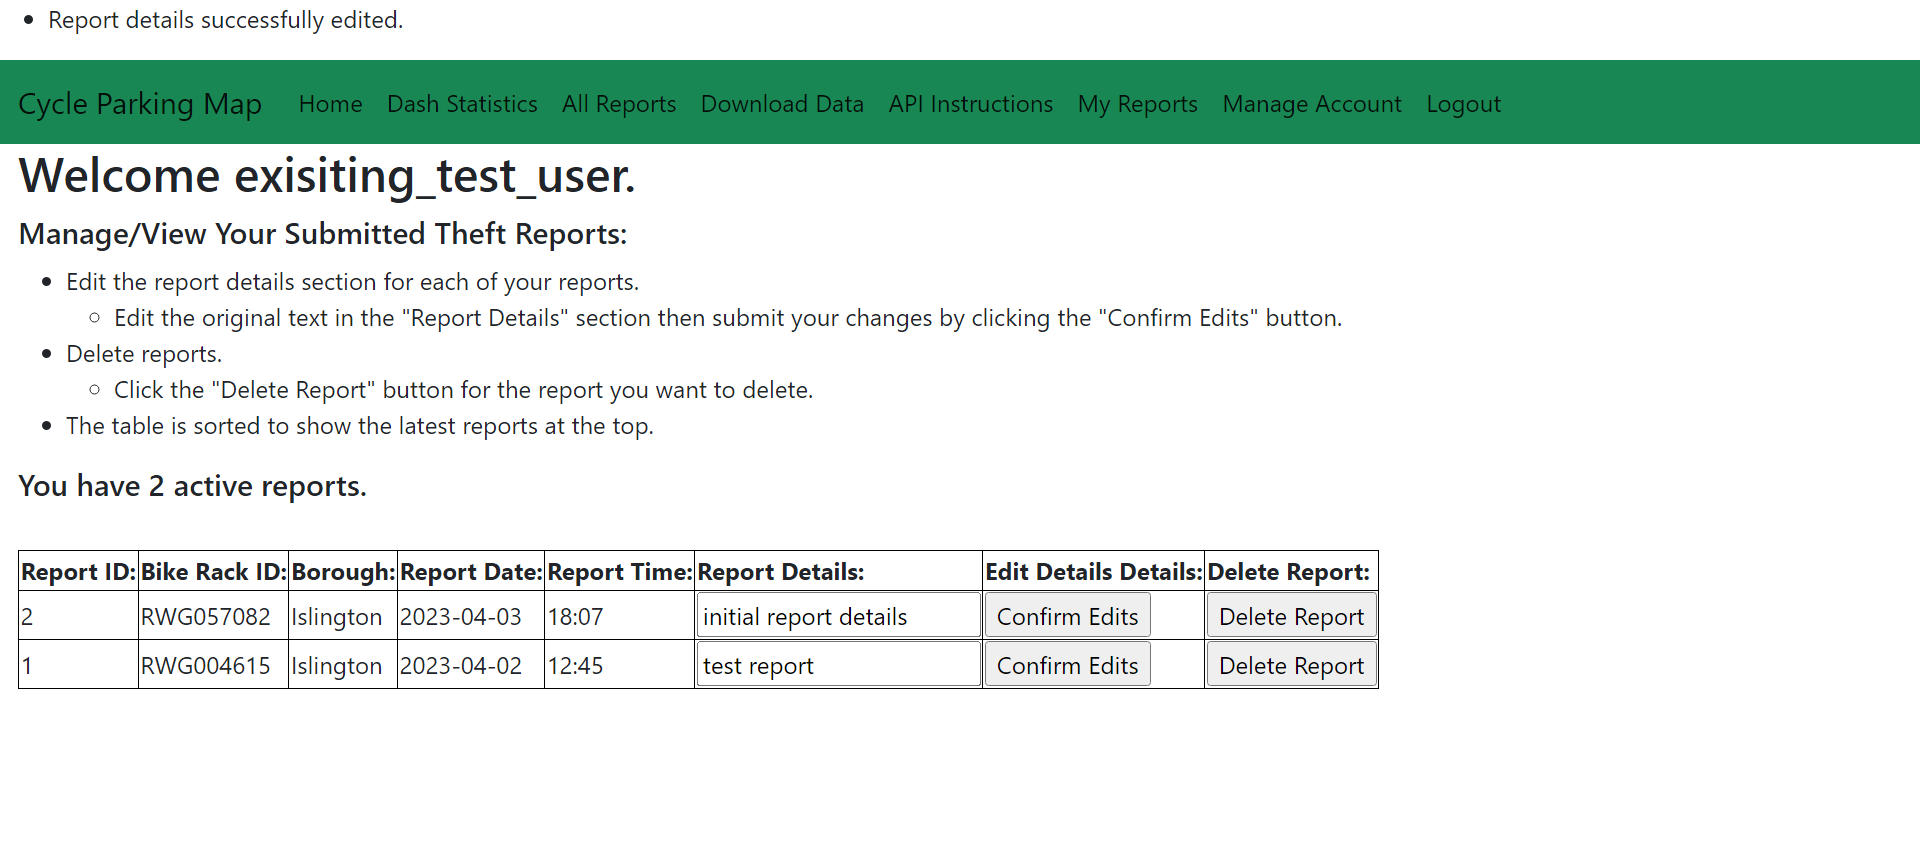 Report details successfully edited.
Cycle Parking Map Home Dash Statistics All Reports Download Data API Instructions My Reports Manage Account Logout
Welcome exisiting_test_user.
Manage/View Your Submitted Theft Reports:
Edit the report details section for each of your reports.
Edit the original text in the "Report Details" section then submit your changes by clicking the "Confirm Edits" button.
Delete reports.
Click the "Delete Report" button for the report you want to delete.
The table is sorted to show the latest reports at the top.
You have 2 active reports.
Report ID: Bike Rack ID: Borough: Report Date: Report Time: Report Details: Edit Details Details: Delete Report:
2 RWG057082 Islington 2023-04-03 18:07 initial report details Confirm Edits Delete Report
1 RWG004615 Islington 2023-04-02 12:45 test report Confirm Edits Delete Report